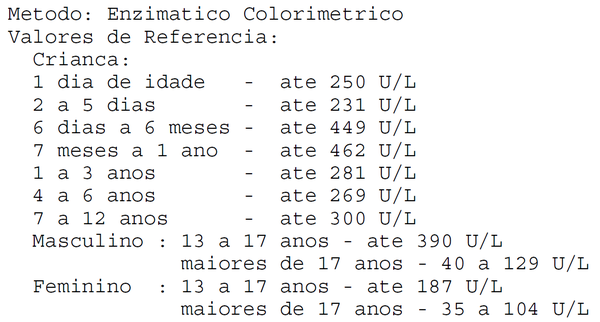 Metodo: Enzimatico Colorimetrico
Valores de Referencia:
Crianca:
1 dia de idade - ate 250 U/L
2 a 5 dias - ate 231 U/L
6 dias a 6 meses - ate 449 U/L
7 meses a 1 ano - ate 462 U/L
1 a 3 anos - ate 281 U/L
4 a 6 anos - ate 269 U/L
7 a 12 anos - ate 300 U/L
Masculino : 13 a 17 anos - ate 390 U/L
maiores de 17 anos - 40 a 129 U/L
Feminino : 13 a 17 anos - ate 187 U/L
maiores de 17 anos - 35 a 104 U/L